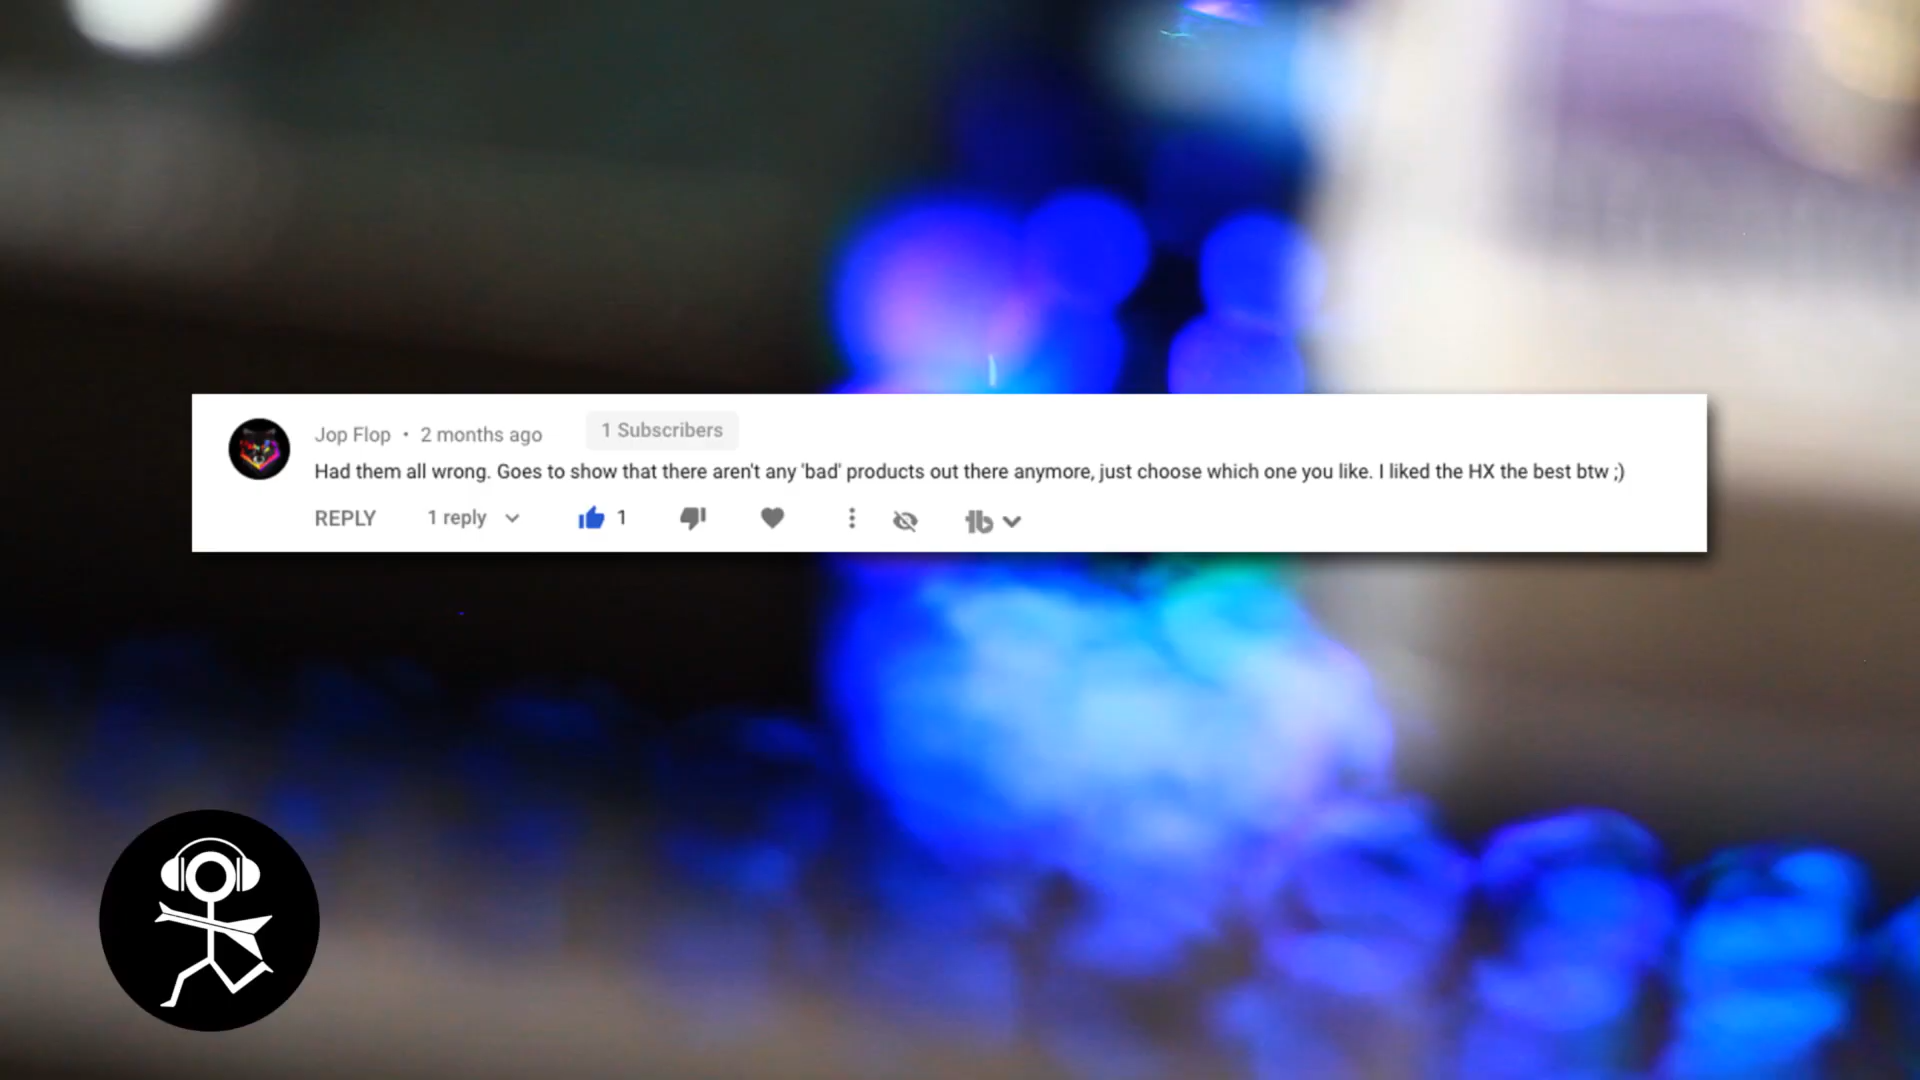 Jop Flop • 2 months ago 1 Subscribers
Had them all wrong. Goes to show that there aren't any 'bad' products out there anymore, just choose which one you like. I liked the HX the best btw ;)
REPLY 1 reply 1